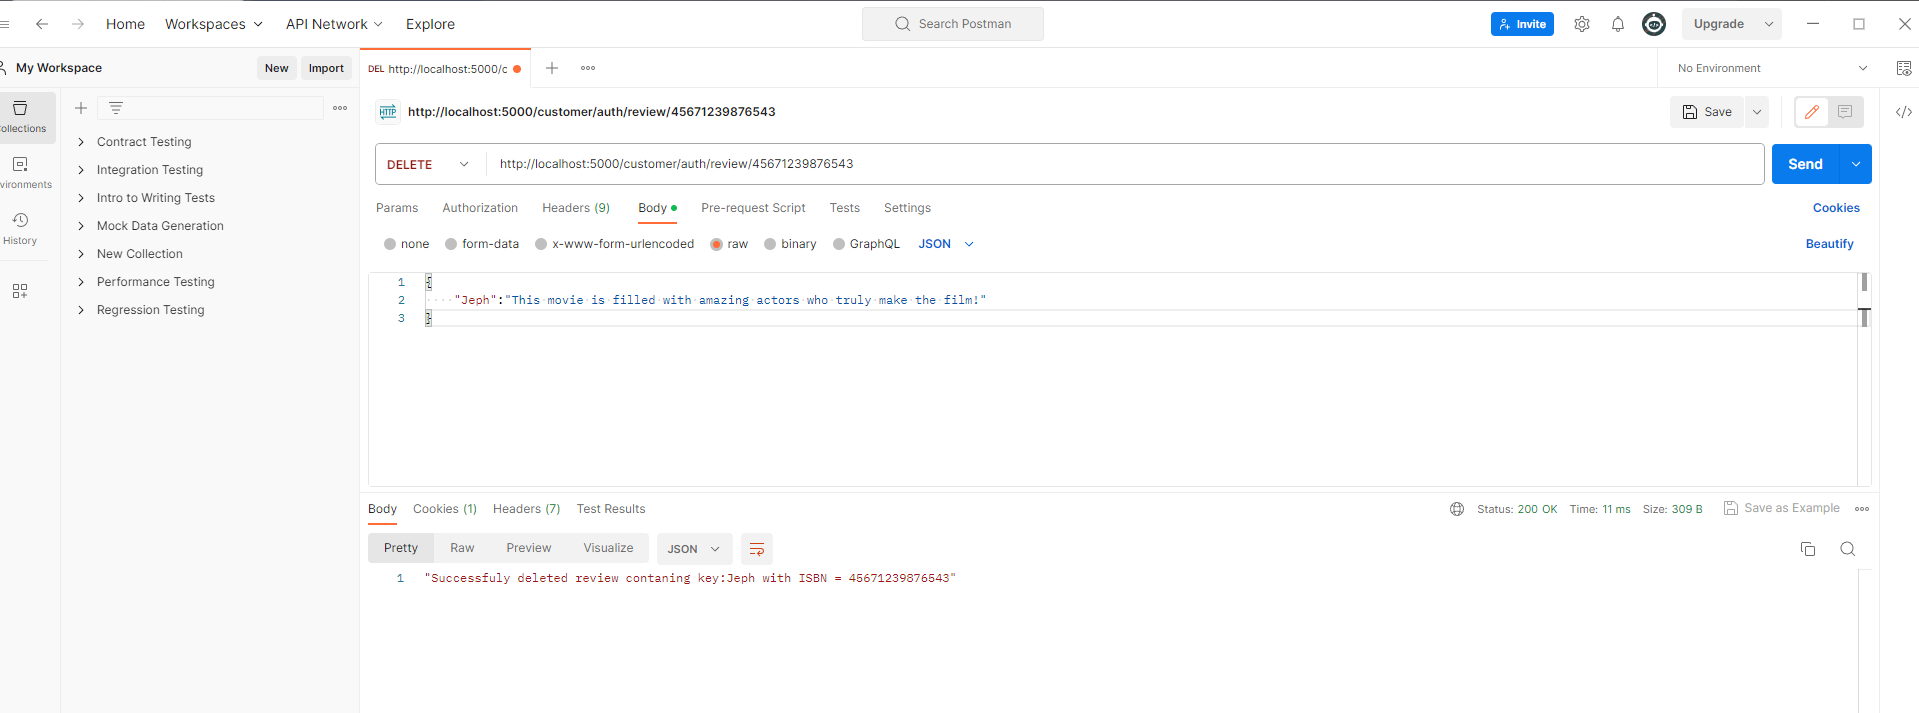 Home Workspaces API Network Explore Search Postman Invite Upgrade
My Workspace New Import DEL http://localhost:5000/c No Environment
http://localhost:5000/customer/auth/review/45671239876543 Save
ollections
vironments
History
Contract Testing
Integration Testing
Intro to Writing Tests
Mock Data Generation
New Collection
Performance Testing
Regression Testing
DELETE http://localhost:5000/customer/auth/review/45671239876543 Send
Params Authorization Headers (9) Body Pre-request Script Tests Settings Cookies
none form-data x-www-form-urlencoded raw binary GraphQL JSON Beautify
1 {
2 "Jeph":"This movie is filled with amazing actors who truly make the film!"
3 }
Body Cookies (1) Headers (7) Test Results Status: 200 OK Time: 11 ms Size: 309 B Save as Example
Pretty Raw Preview Visualize JSON
1 "Successfuly deleted review contaning key:Jeph with ISBN = 45671239876543"